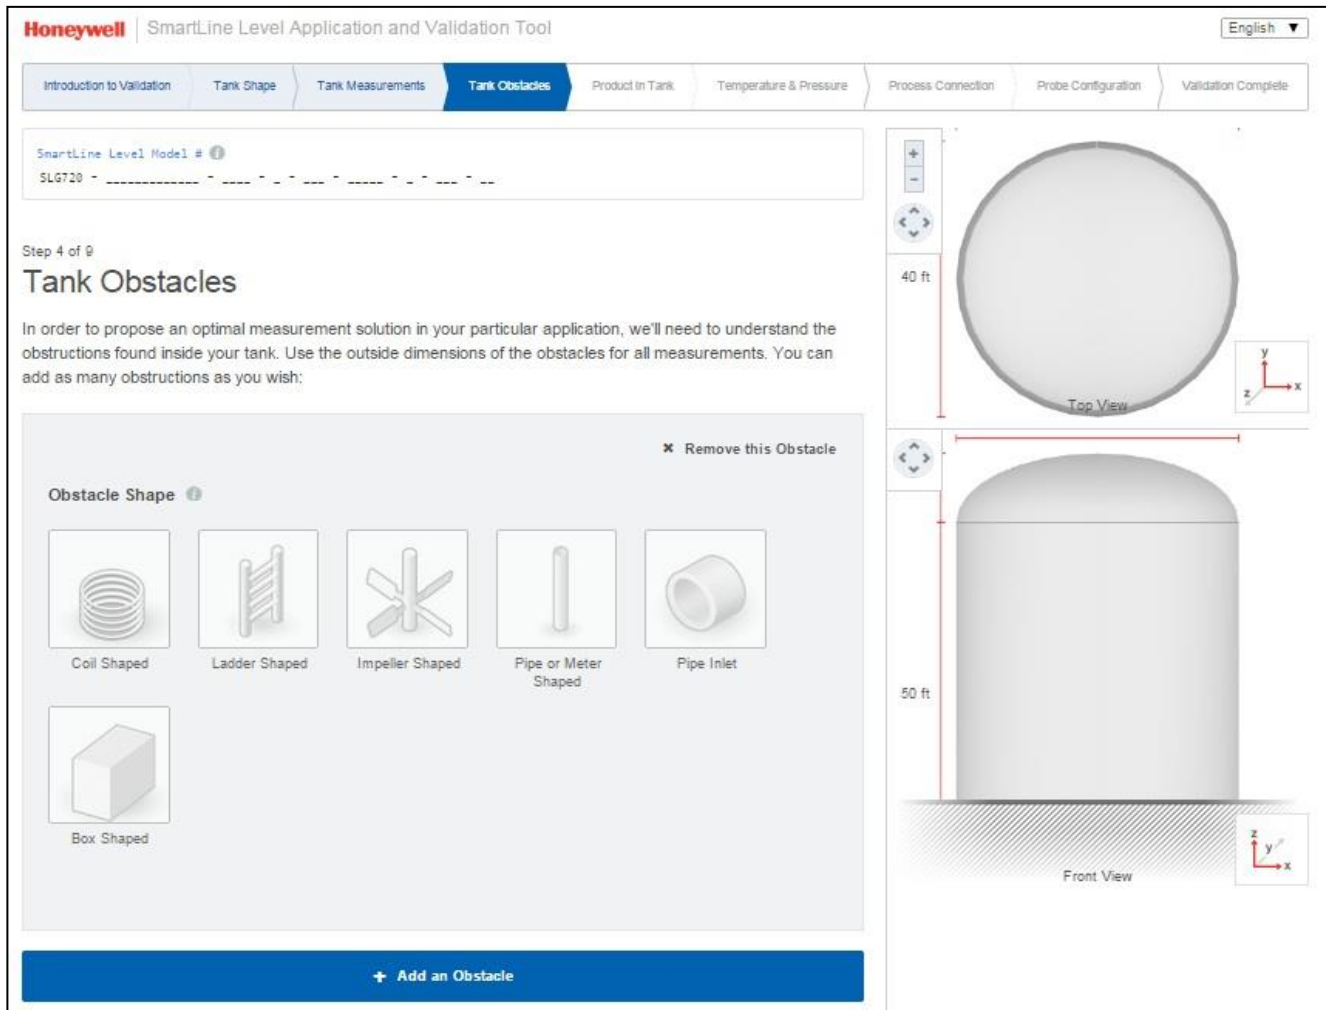 Honeywell SmartLine Level Application and Validation Tool
English ▼
Introduction to Validation
Tank Shape
Tank Measurements
Tank Obstacles
Product In Tank
Temperature & Pressure
Process Connection
Probe Configuration
Validation Complete
SmartLine Level Model #
SLG720 - _____________ - ____ - _ - ___ - _____ - _ - ___ - __
Step 4 of 9
Tank Obstacles
In order to propose an optimal measurement solution in your particular application, we'll need to understand the
obstructions found inside your tank. Use the outside dimensions of the obstacles for all measurements. You can
add as many obstructions as you wish:
✖ Remove this Obstacle
Obstacle Shape
Coil Shaped
Ladder Shaped
Impeller Shaped
Pipe or Meter
Shaped
Pipe Inlet
Box Shaped
+ Add an Obstacle
+
-
40 ft
Top View
y
z
x
50 ft
Front View
z
y
x